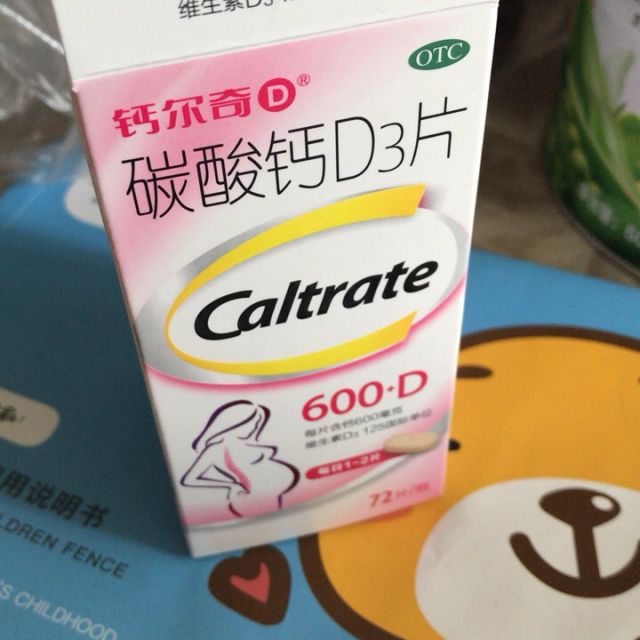 维生素D3
OTC
钙尔奇D®
碳酸钙D3片
Caltrate
600+D
每片含钙600毫克
维生素D3 125国际单位
每日1~2片
72片/瓶
用说明书
LDREN FENCE
'S CHILDHOOD